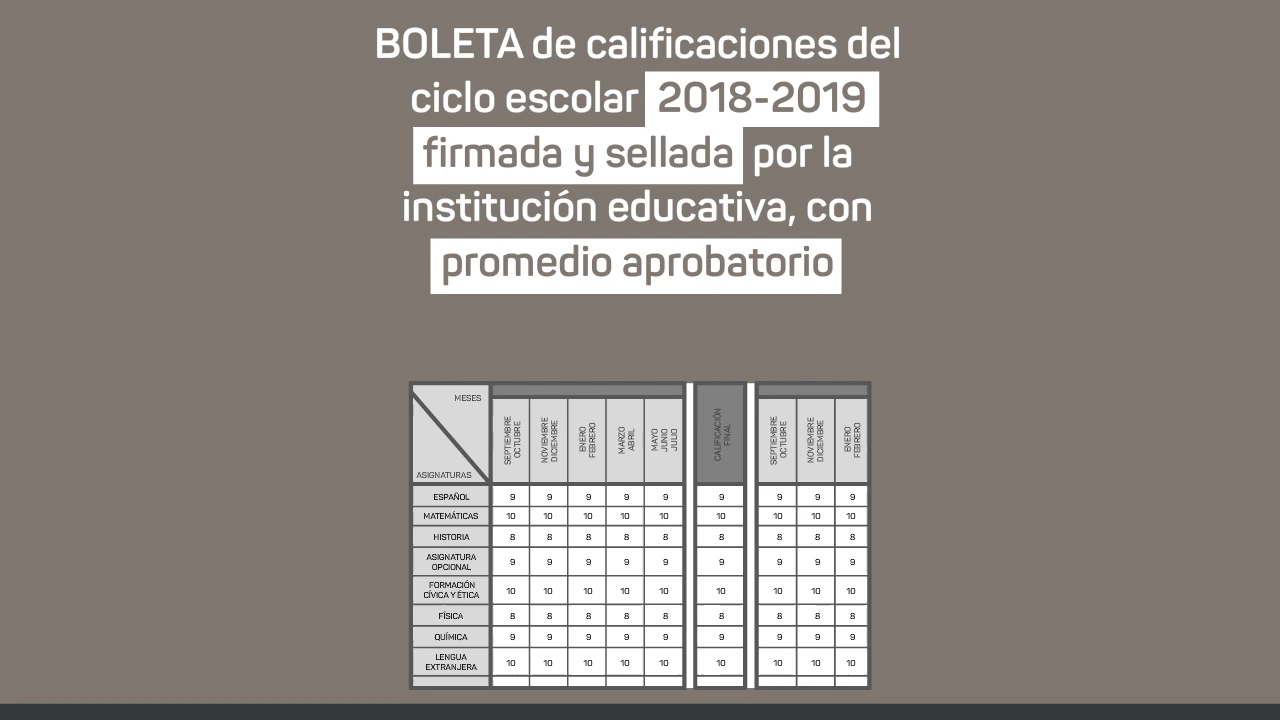 BOLETA de calificaciones del
ciclo escolar 2018-2019
firmada y sellada por la
institución educativa, con
promedio aprobatorio
MESES
ASIGNATURAS
SEPTIEMBRE
OCTUBRE
NOVIEMBRE
DICIEMBRE
ENERO
FEBRERO
MARZO
ABRIL
MAYO
JUNIO
JULIO
CALIFICACIÓN
FINAL
SEPTIEMBRE
OCTUBRE
NOVIEMBRE
DICIEMBRE
ENERO
FEBRERO
ESPAÑOL 9 9 9 9 9 9 9 9 9
MATEMÁTICAS 10 10 10 10 10 10 10 10 10
HISTORIA 8 8 8 8 8 8 8 8 8
ASIGNATURA
OPCIONAL 9 9 9 9 9 9 9 9 9
FORMACIÓN
CÍVICA Y ÉTICA 10 10 10 10 10 10 10 10 10
FÍSICA 8 8 8 8 8 8 8 8 8
QUÍMICA 9 9 9 9 9 9 9 9 9
LENGUA
EXTRANJERA 10 10 10 10 10 10 10 10 10